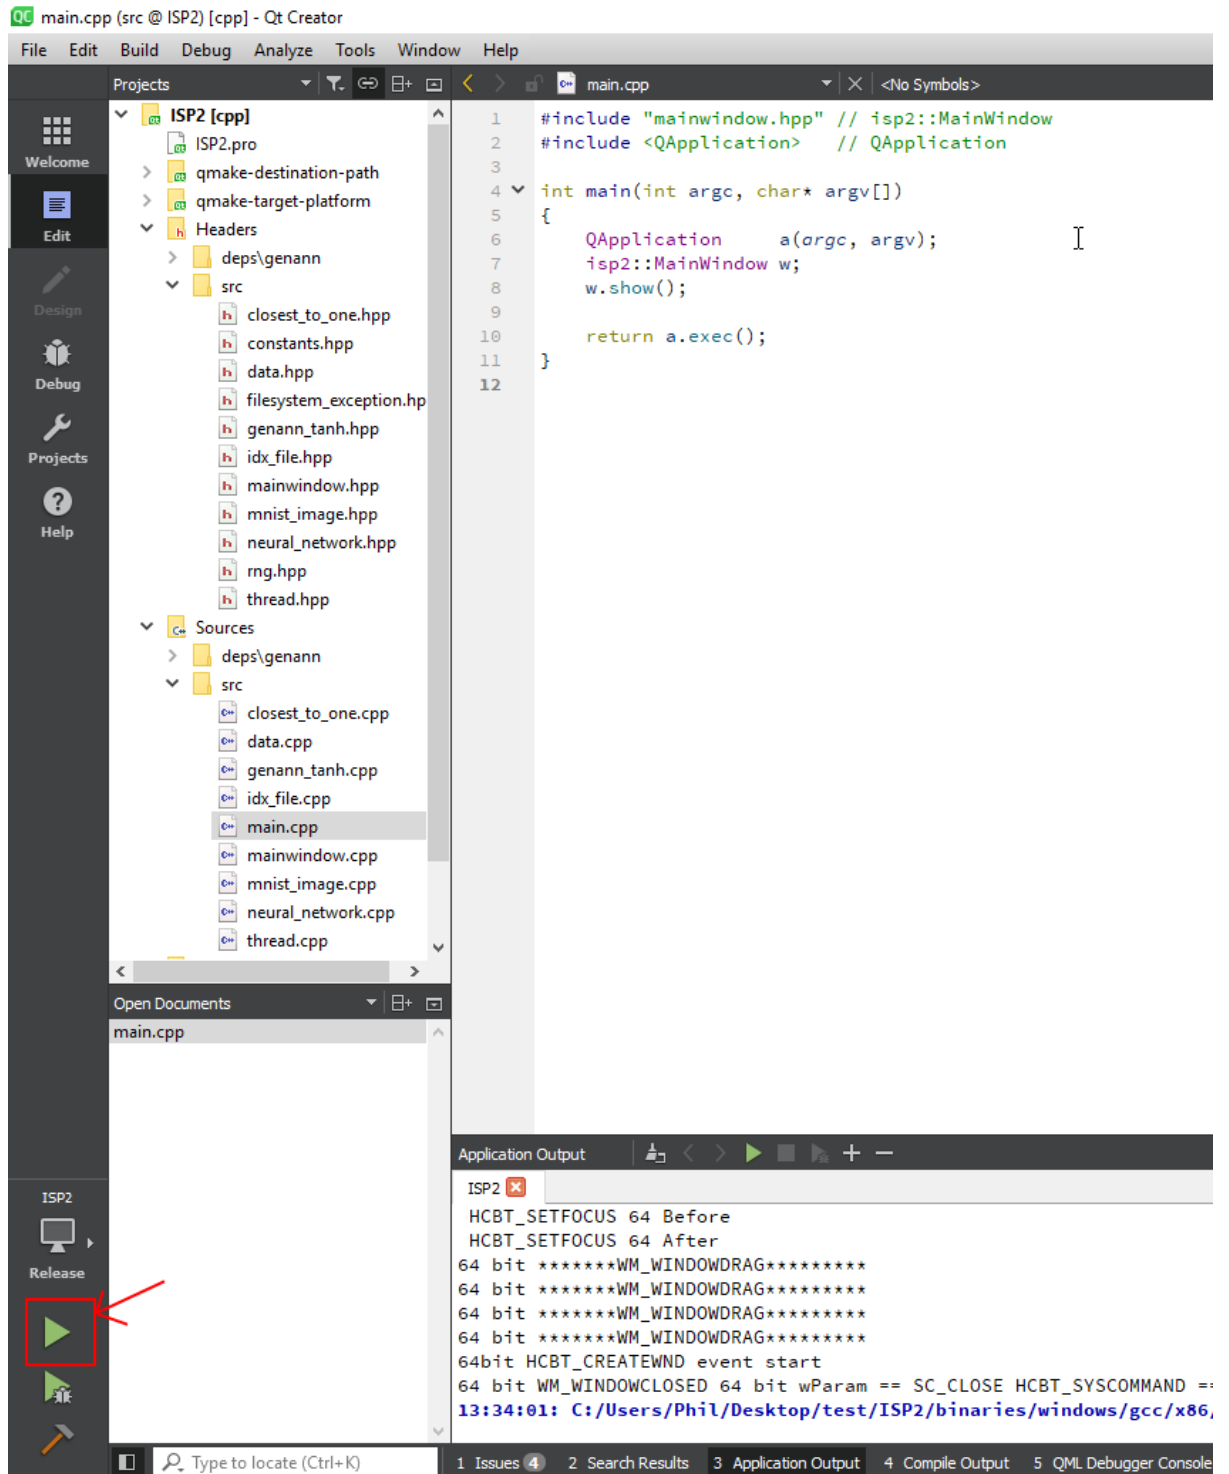 QC main.cpp (src @ ISP2) [cpp] - Qt Creator
File Edit Build Debug Analyze Tools Window Help
Projects
main.cpp
<No Symbols>
Welcome
Edit
Design
Debug
Projects
Help
ISP2 [cpp]
ISP2.pro
qmake-destination-path
qmake-target-platform
Headers
deps\genann
src
closest_to_one.hpp
constants.hpp
data.hpp
filesystem_exception.hp
genann_tanh.hpp
idx_file.hpp
mainwindow.hpp
mnist_image.hpp
neural_network.hpp
rng.hpp
thread.hpp
Sources
deps\genann
src
closest_to_one.cpp
data.cpp
genann_tanh.cpp
idx_file.cpp
main.cpp
mainwindow.cpp
mnist_image.cpp
neural_network.cpp
thread.cpp
1 #include "mainwindow.hpp" // isp2::MainWindow
2 #include <QApplication>   // QApplication
3
4 int main(int argc, char* argv[])
5 {
6     QApplication     a(argc, argv);
7     isp2::MainWindow w;
8     w.show();
9
10     return a.exec();
11 }
12
Open Documents
main.cpp
ISP2
Release
Application Output
ISP2
HCBT_SETFOCUS 64 Before
HCBT_SETFOCUS 64 After
64 bit *******WM_WINDOWDRAG*********
64 bit *******WM_WINDOWDRAG*********
64 bit *******WM_WINDOWDRAG*********
64 bit *******WM_WINDOWDRAG*********
64bit HCBT_CREATEWND event start
64 bit WM_WINDOWCLOSED 64 bit wParam == SC_CLOSE HCBT_SYSCOMMAND ==
13:34:01: C:/Users/Phil/Desktop/test/ISP2/binaries/windows/gcc/x86/
Type to locate (Ctrl+K)
1 Issues 4 2 Search Results 3 Application Output 4 Compile Output 5 QML Debugger Console